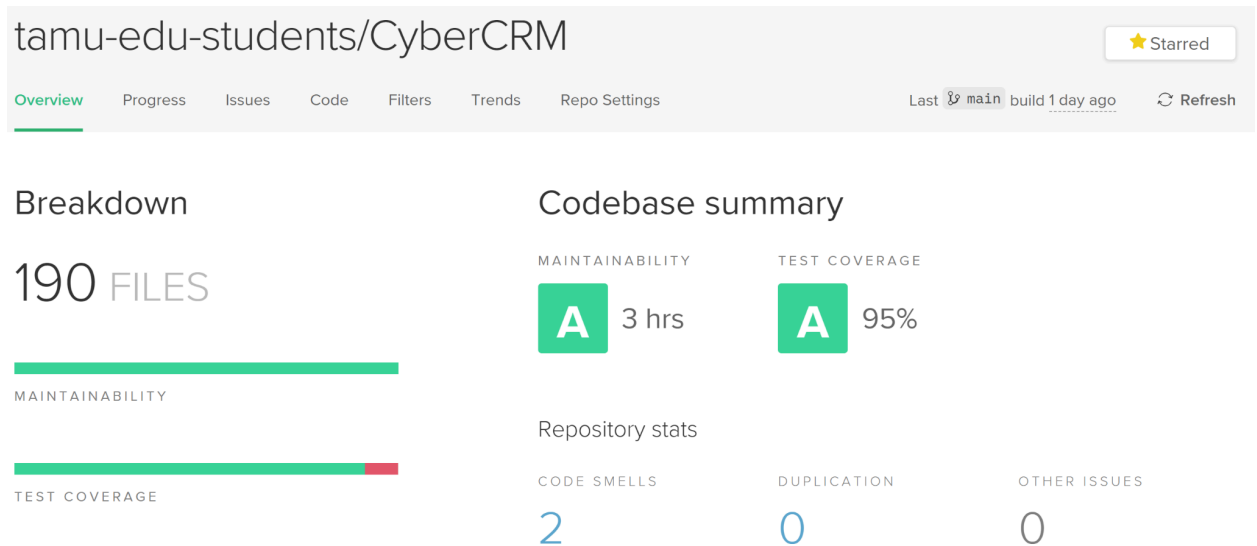 tamu-edu-students/CyberCRM
Starred
Overview Progress Issues Code Filters Trends Repo Settings Last main build 1 day ago Refresh
Breakdown
190 FILES
MAINTAINABILITY
TEST COVERAGE
Codebase summary
MAINTAINABILITY TEST COVERAGE
A 3 hrs A 95%
Repository stats
CODE SMELLS DUPLICATION OTHER ISSUES
2 0 0